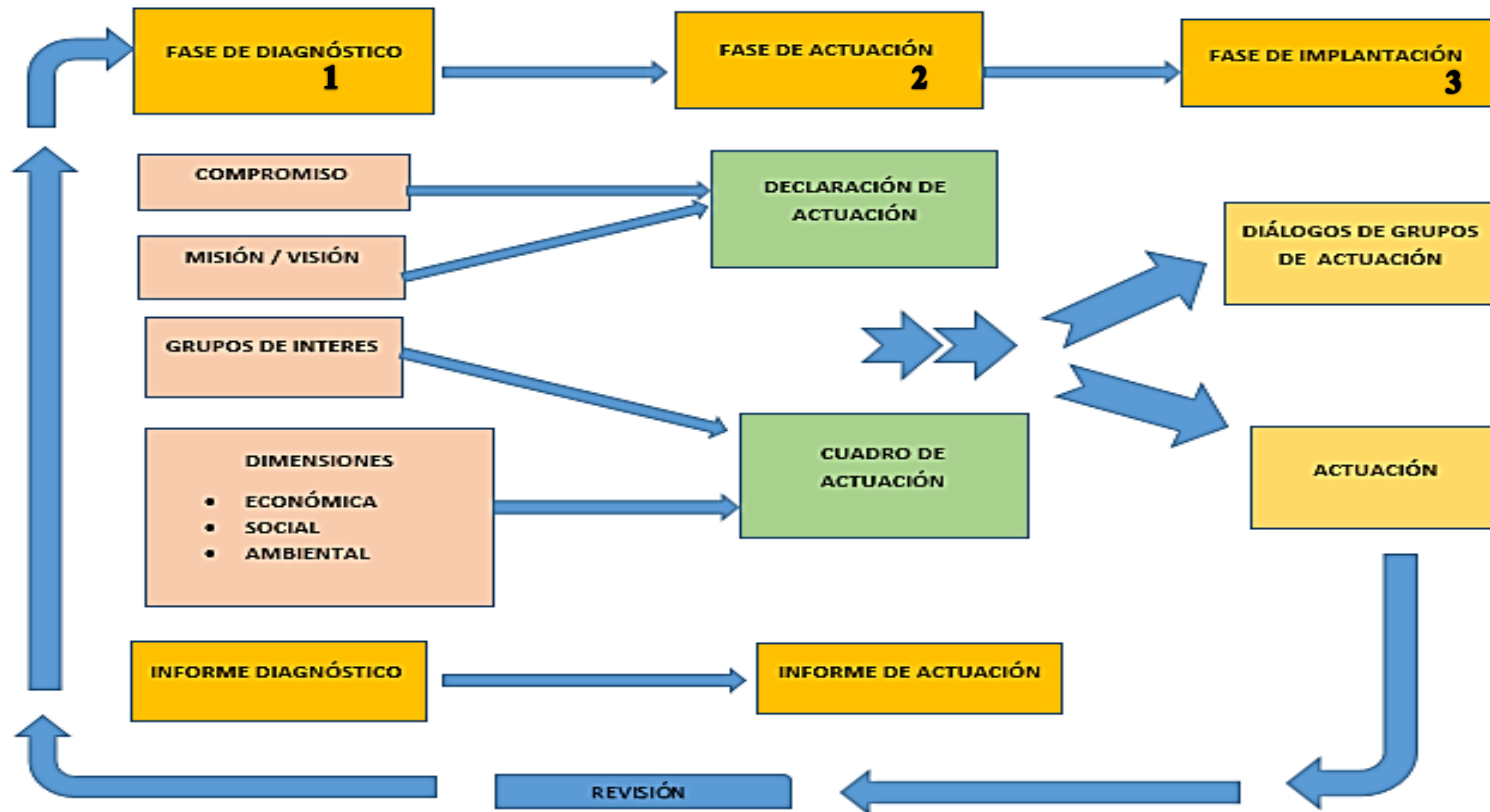 FASE DE DIAGNÓSTICO
1
FASE DE ACTUACIÓN
2
FASE DE IMPLANTACIÓN
3
COMPROMISO
MISIÓN / VISIÓN
GRUPOS DE INTERES
DIMENSIONES
• ECONÓMICA
• SOCIAL
• AMBIENTAL
DECLARACIÓN DE
ACTUACIÓN
CUADRO DE
ACTUACIÓN
DIÁLOGOS DE GRUPOS
DE ACTUACIÓN
ACTUACIÓN
INFORME DIAGNÓSTICO
INFORME DE ACTUACIÓN
REVISIÓN